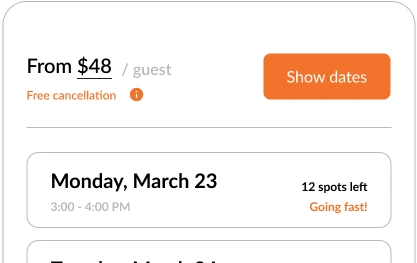 From $48 / guest
Show dates
Free cancellation
Monday, March 23
12 spots left
3:00 - 4:00 PM
Going fast!